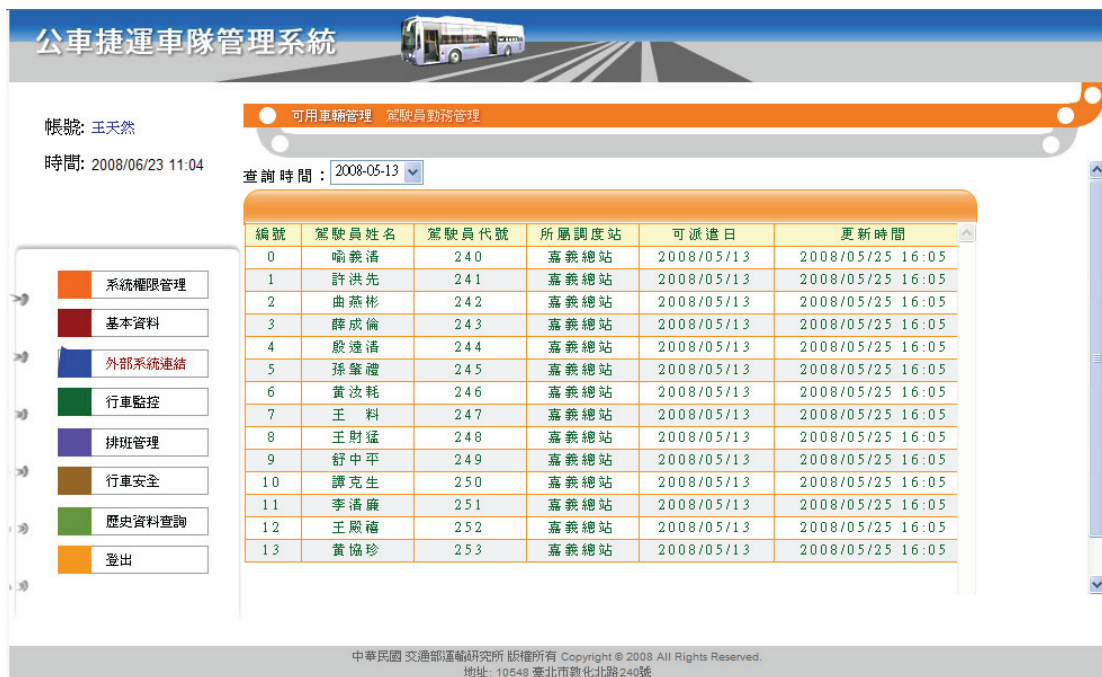 公車捷運車隊管理系統
帳號: 王天然
時間: 2008/06/23 11:04
可用車輛管理 駕駛員勤務管理
查詢時間：2008-05-13
系統權限管理
基本資料
外部系統連結
行車監控
排班管理
行車安全
歷史資料查詢
登出
編號 駕駛員姓名 駕駛員代號 所屬調度站 可派遣日 更新時間
0 喻義濤 240 嘉義總站 2008/05/13 2008/05/25 16:05
1 許洪先 241 嘉義總站 2008/05/13 2008/05/25 16:05
2 曲燕彬 242 嘉義總站 2008/05/13 2008/05/25 16:05
3 薛成倫 243 嘉義總站 2008/05/13 2008/05/25 16:05
4 殷遠濤 244 嘉義總站 2008/05/13 2008/05/25 16:05
5 孫肇禮 245 嘉義總站 2008/05/13 2008/05/25 16:05
6 黃汝耗 246 嘉義總站 2008/05/13 2008/05/25 16:05
7 王 料 247 嘉義總站 2008/05/13 2008/05/25 16:05
8 王財猛 248 嘉義總站 2008/05/13 2008/05/25 16:05
9 舒中平 249 嘉義總站 2008/05/13 2008/05/25 16:05
10 譚克生 250 嘉義總站 2008/05/13 2008/05/25 16:05
11 李清廉 251 嘉義總站 2008/05/13 2008/05/25 16:05
12 王殿禧 252 嘉義總站 2008/05/13 2008/05/25 16:05
13 黃協珍 253 嘉義總站 2008/05/13 2008/05/25 16:05
中華民國 交通部運輸研究所 版權所有 Copyright © 2008 All Rights Reserved.
地址: 10548 臺北市敦化北路240號